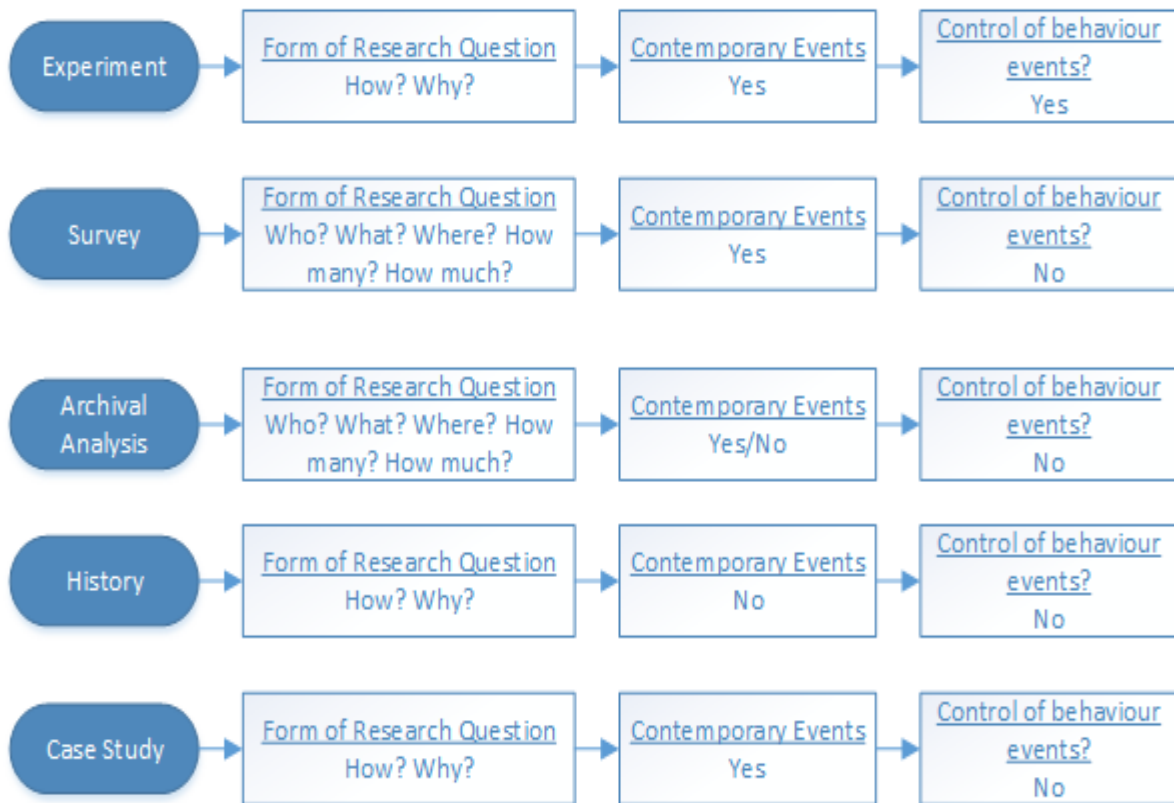 Experiment
Form of Research Question
How? Why?
Contemporary Events
Yes
Control of behaviour
events?
Yes
Survey
Form of Research Question
Who? What? Where? How
many? How much?
Contemporary Events
Yes
Control of behaviour
events?
No
Archival
Analysis
Form of Research Question
Who? What? Where? How
many? How much?
Contemporary Events
Yes/No
Control of behaviour
events?
No
History
Form of Research Question
How? Why?
Contemporary Events
No
Control of behaviour
events?
No
Case Study
Form of Research Question
How? Why?
Contemporary Events
Yes
Control of behaviour
events?
No